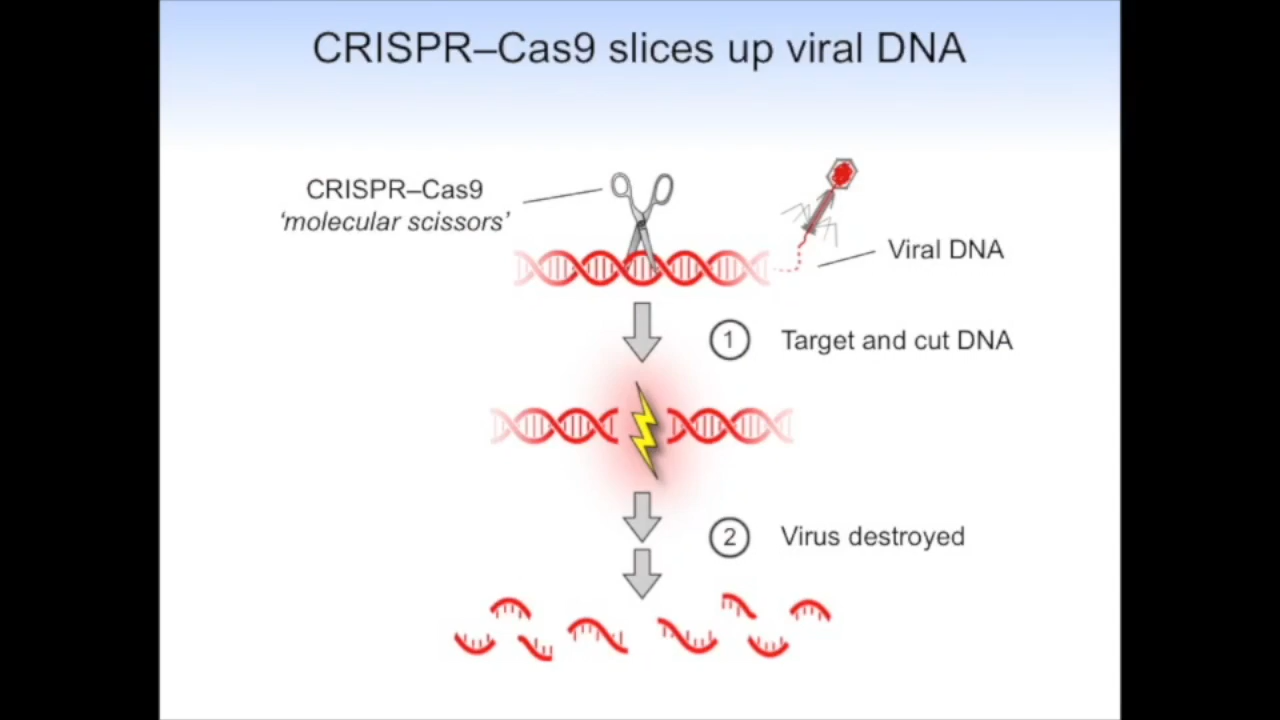 CRISPR–Cas9 slices up viral DNA
CRISPR–Cas9
‘molecular scissors’
Viral DNA
1 Target and cut DNA
2 Virus destroyed